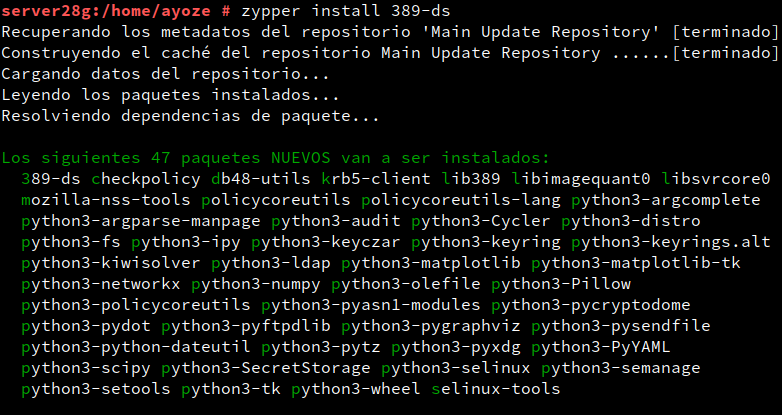 server28g:/home/ayoze # zypper install 389-ds
Recuperando los metadatos del repositorio 'Main Update Repository' [terminado]
Construyendo el caché del repositorio Main Update Repository ......[terminado]
Cargando datos del repositorio...
Leyendo los paquetes instalados...
Resolviendo dependencias de paquete...
Los siguientes 47 paquetes NUEVOS van a ser instalados:
389-ds checkpolicy db48-utils krb5-client lib389 libimagequant0 libsvrcore0
mozilla-nss-tools policycoreutils policycoreutils-lang python3-argcomplete
python3-argparse-manpage python3-audit python3-Cycler python3-distro
python3-fs python3-ipy python3-keyczar python3-keyring python3-keyrings.alt
python3-kiwisolver python3-ldap python3-matplotlib python3-matplotlib-tk
python3-networkx python3-numpy python3-olefile python3-Pillow
python3-policycoreutils python3-pyasn1-modules python3-pycryptodome
python3-pydot python3-pyftpdlib python3-pygraphviz python3-pysendfile
python3-python-dateutil python3-pytz python3-pyxdg python3-PyYAML
python3-scipy python3-SecretStorage python3-selinux python3-semanage
python3-setools python3-tk python3-wheel selinux-tools